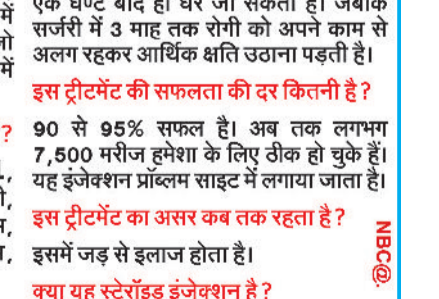 एक घण्टे बाद ही घर जा सकता है। जबकि
सर्जरी में 3 माह तक रोगी को अपने काम से
अलग रहकर आर्थिक क्षति उठाना पड़ती है।
इस ट्रीटमेंट की सफलता की दर कितनी है?
90 से 95% सफल है। अब तक लगभग
7,500 मरीज हमेशा के लिए ठीक हो चुके हैं।
यह इंजेक्शन प्रॉब्लम साइट में लगाया जाता है।
इस ट्रीटमेंट का असर कब तक रहता है?
इसमें जड़ से इलाज होता है।
क्या यह स्टेरॉइड इंजेक्शन है?
में
में
?
NBC@.